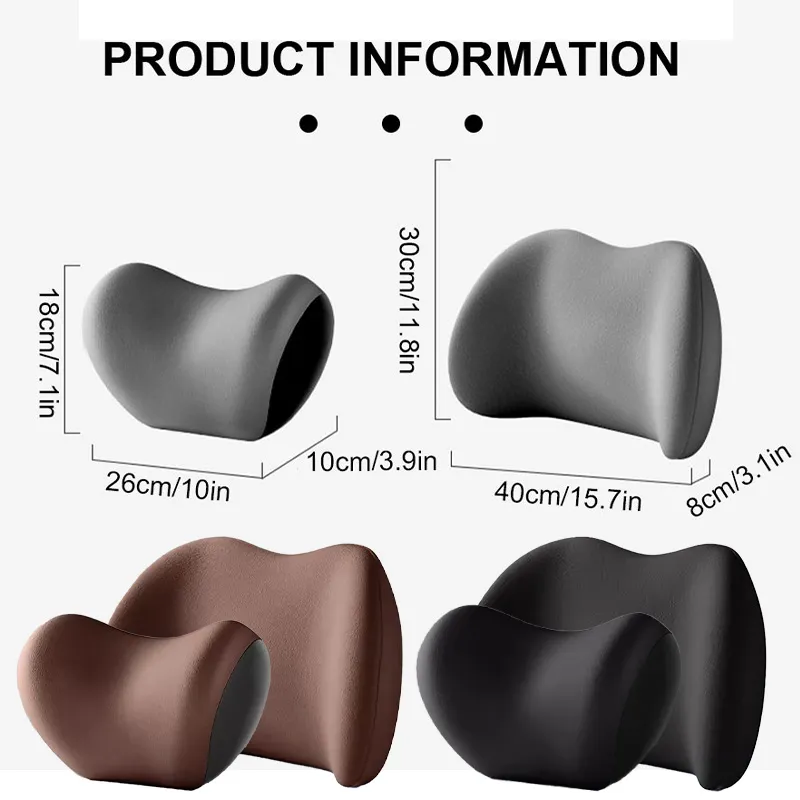 PRODUCT INFORMATION
18cm/7.1in
26cm/10in
10cm/3.9in
30cm/11.8in
40cm/15.7in
8cm/3.1in